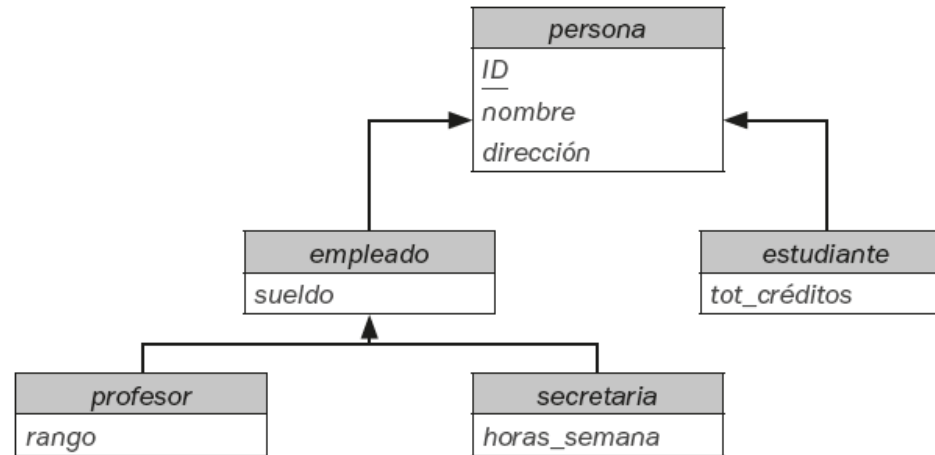 persona
ID
nombre
dirección
empleado
sueldo
estudiante
tot_créditos
profesor
rango
secretaria
horas_semana